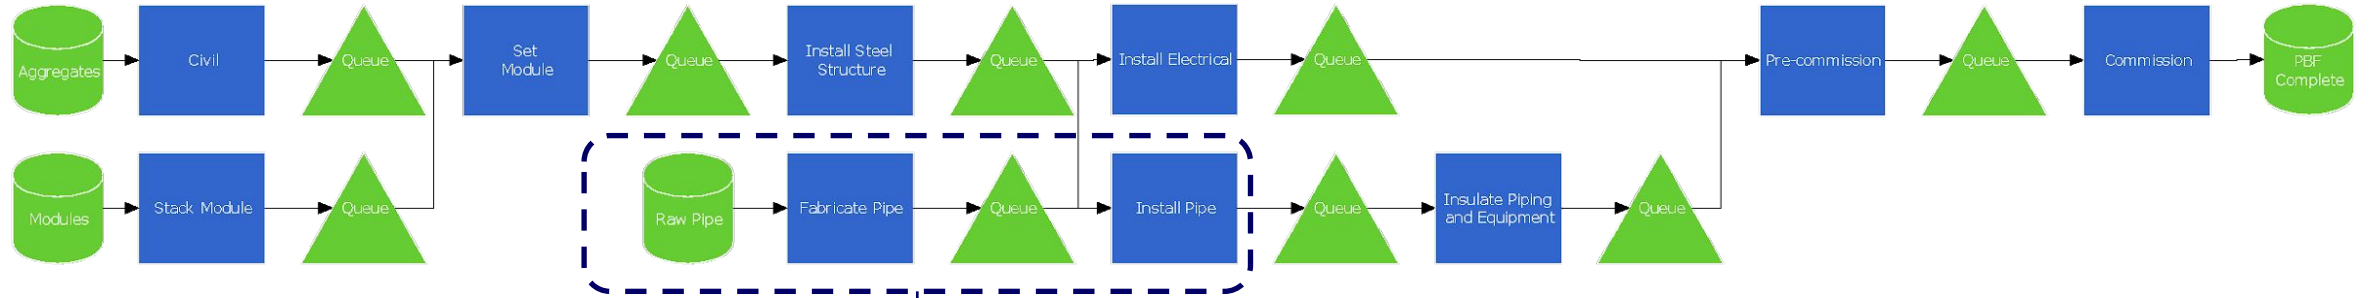 Aggregates
Civil
Queue
Set
Module
Queue
Install Steel
Structure
Queue
Install Electrical
Queue
Pre-commission
Queue
Commission
PBF
Complete
Modules
Stack Module
Queue
Raw Pipe
Fabricate Pipe
Queue
Install Pipe
Queue
Insulate Piping
and Equipment
Queue